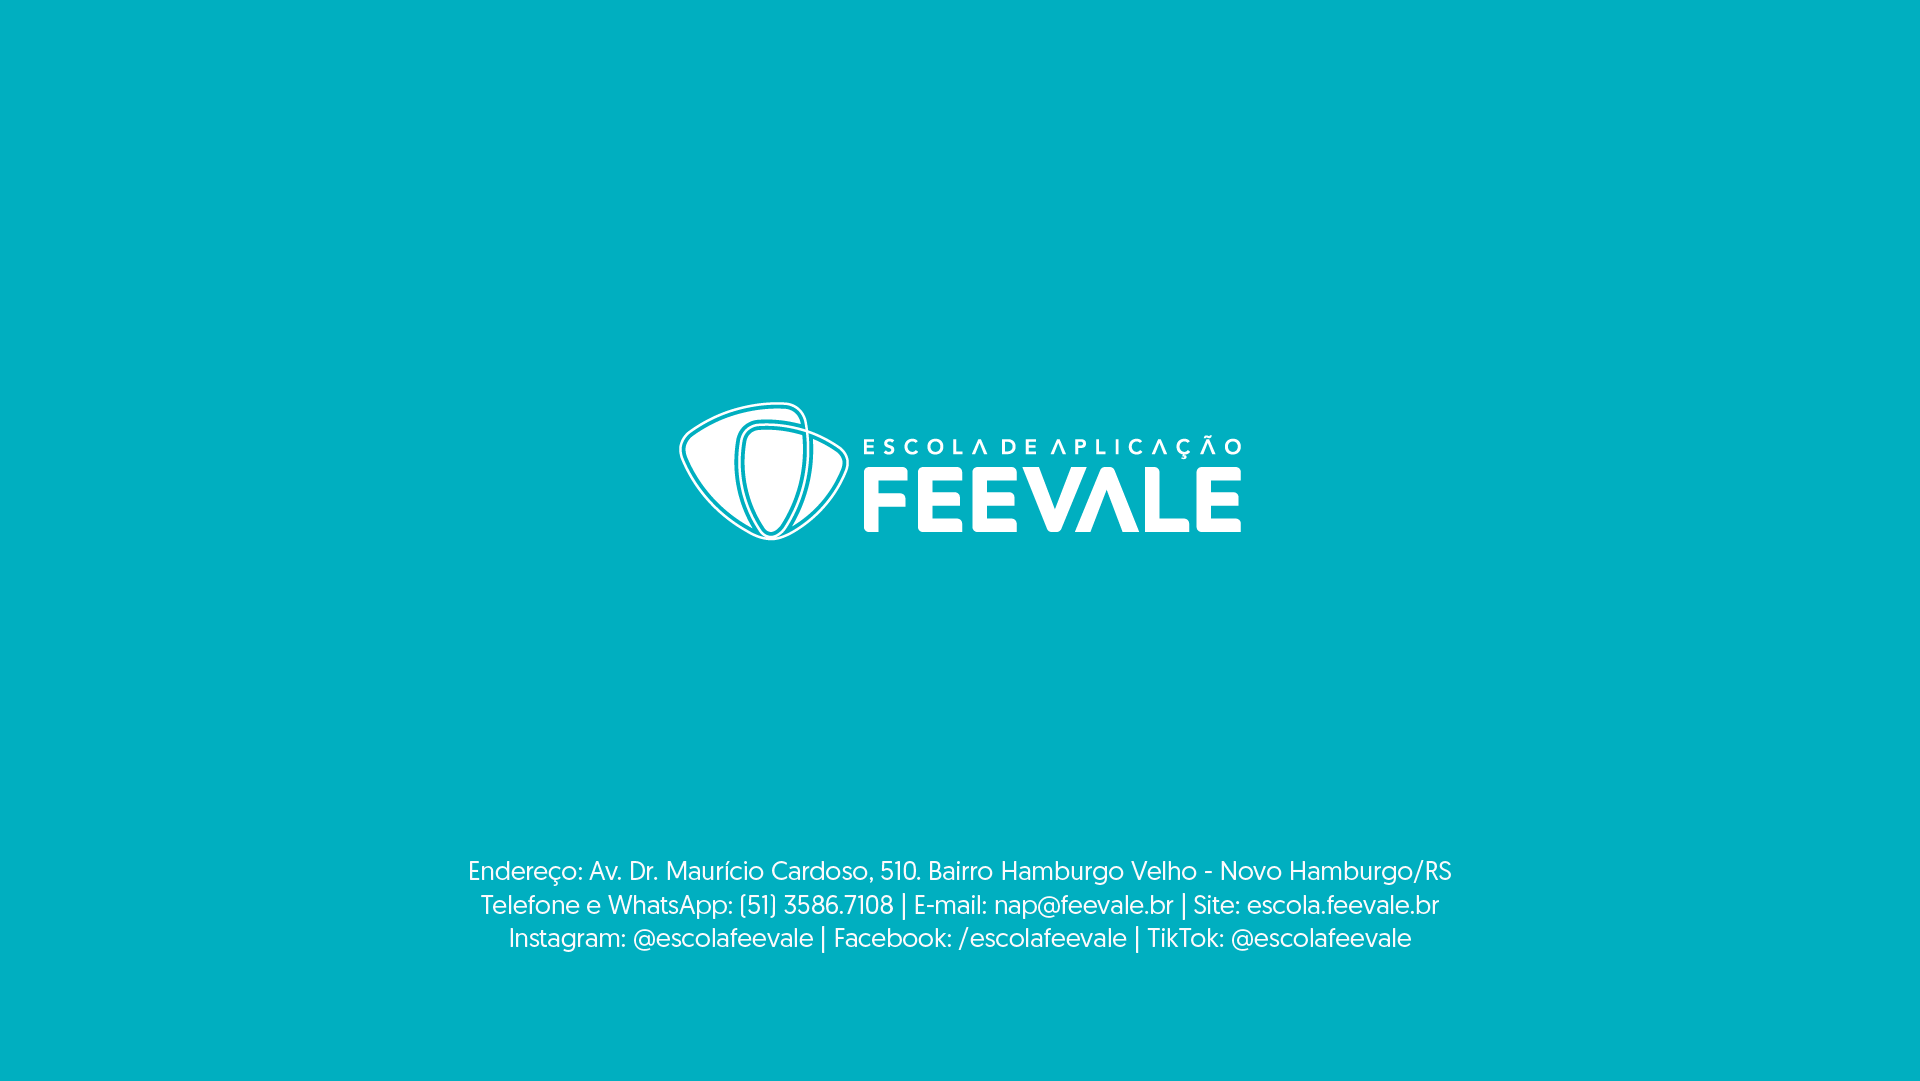 ESCOLA DE APLICAÇÃO
FEEVALE
Endereço: Av. Dr. Maurício Cardoso, 510. Bairro Hamburgo Velho - Novo Hamburgo/RS
Telefone e WhatsApp: (51) 3586.7108 | E-mail: nap@feevale.br | Site: escola.feevale.br
Instagram: @escolafeevale | Facebook: /escolafeevale | TikTok: @escolafeevale